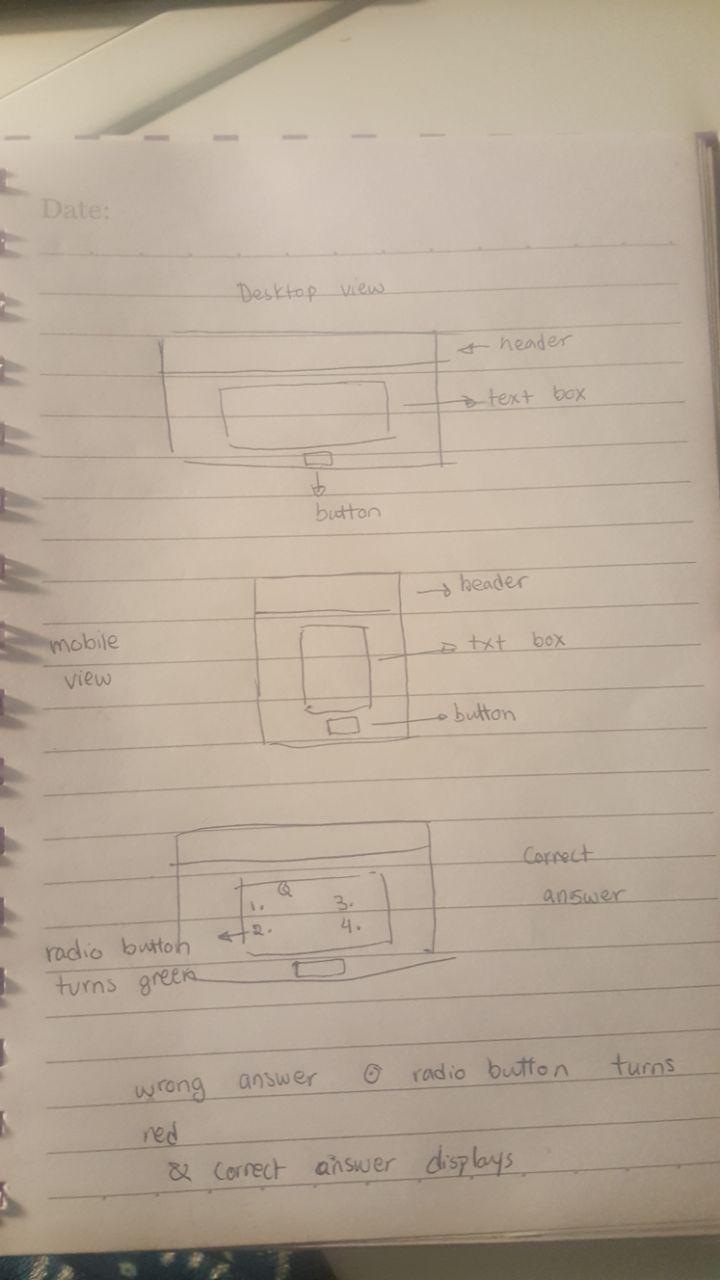 Date:
Desktop view
header
text box
button
header
mobile
view
txt box
button
Correct
answer
Q
1. 3.
2. 4.
radio button
turns green
wrong answer radio button turns
red
& correct answer displays